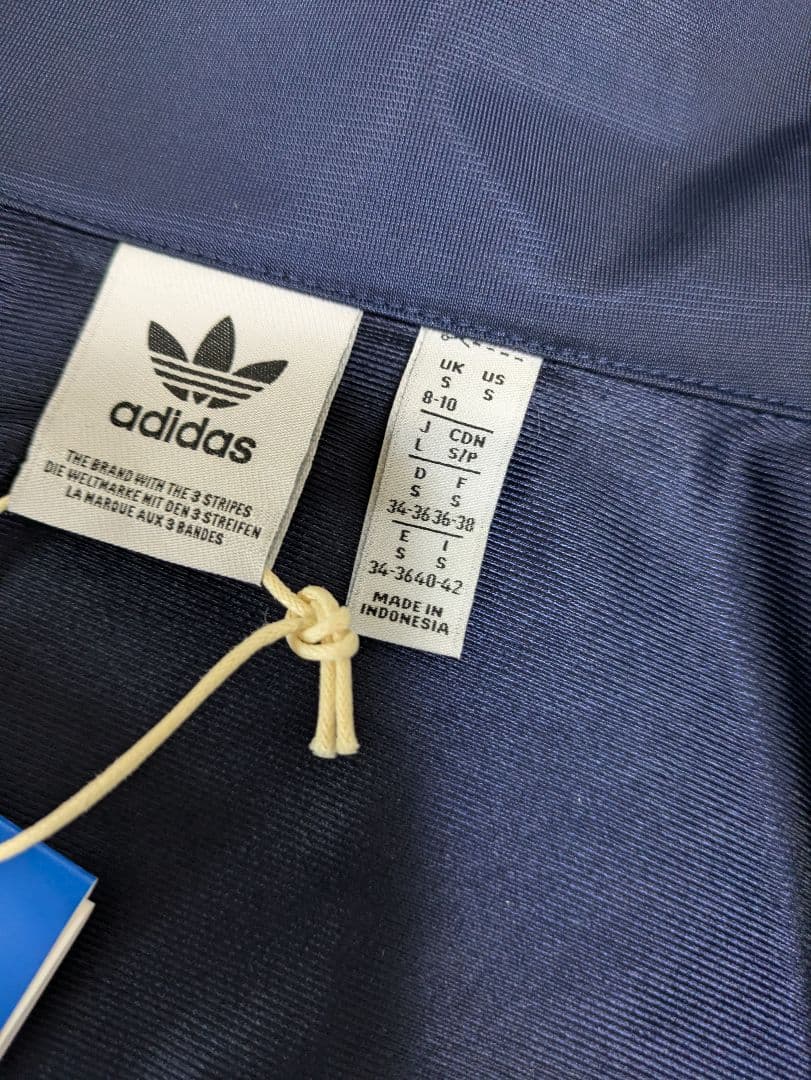 adidas
THE BRAND WITH THE 3 STRIPES
DIE WELTMARKE MIT DEN 3 STREIFEN
LA MARQUE AUX 3 BANDES
UK US
S S
8-10
J CDN
L S/P
D F
S S
34-36 36-38
E I
S S
34-36 40-42
MADE IN
INDONESIA